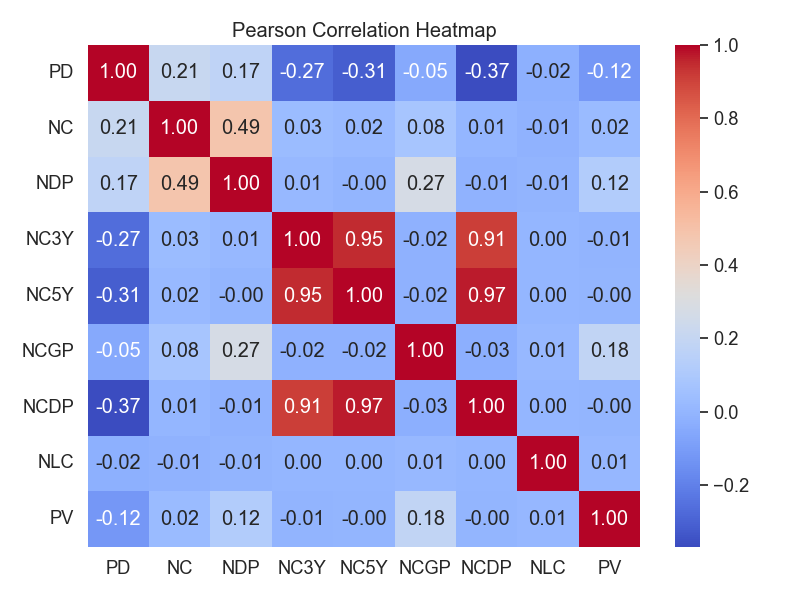 Pearson Correlation Heatmap
PD 1.00 0.21 0.17 -0.27 -0.31 -0.05 -0.37 -0.02 -0.12
NC 0.21 1.00 0.49 0.03 0.02 0.08 0.01 -0.01 0.02
NDP 0.17 0.49 1.00 0.01 -0.00 0.27 -0.01 -0.01 0.12
NC3Y -0.27 0.03 0.01 1.00 0.95 -0.02 0.91 0.00 -0.01
NC5Y -0.31 0.02 -0.00 0.95 1.00 -0.02 0.97 0.00 -0.00
NCGP -0.05 0.08 0.27 -0.02 -0.02 1.00 -0.03 0.01 0.18
NCDP -0.37 0.01 -0.01 0.91 0.97 -0.03 1.00 0.00 -0.00
NLC -0.02 -0.01 -0.01 0.00 0.00 0.01 0.00 1.00 0.01
PV -0.12 0.02 0.12 -0.01 -0.00 0.18 -0.00 0.01 1.00
PD NC NDP NC3Y NC5Y NCGP NCDP NLC PV
1.0
0.8
0.6
0.4
0.2
0.0
−0.2